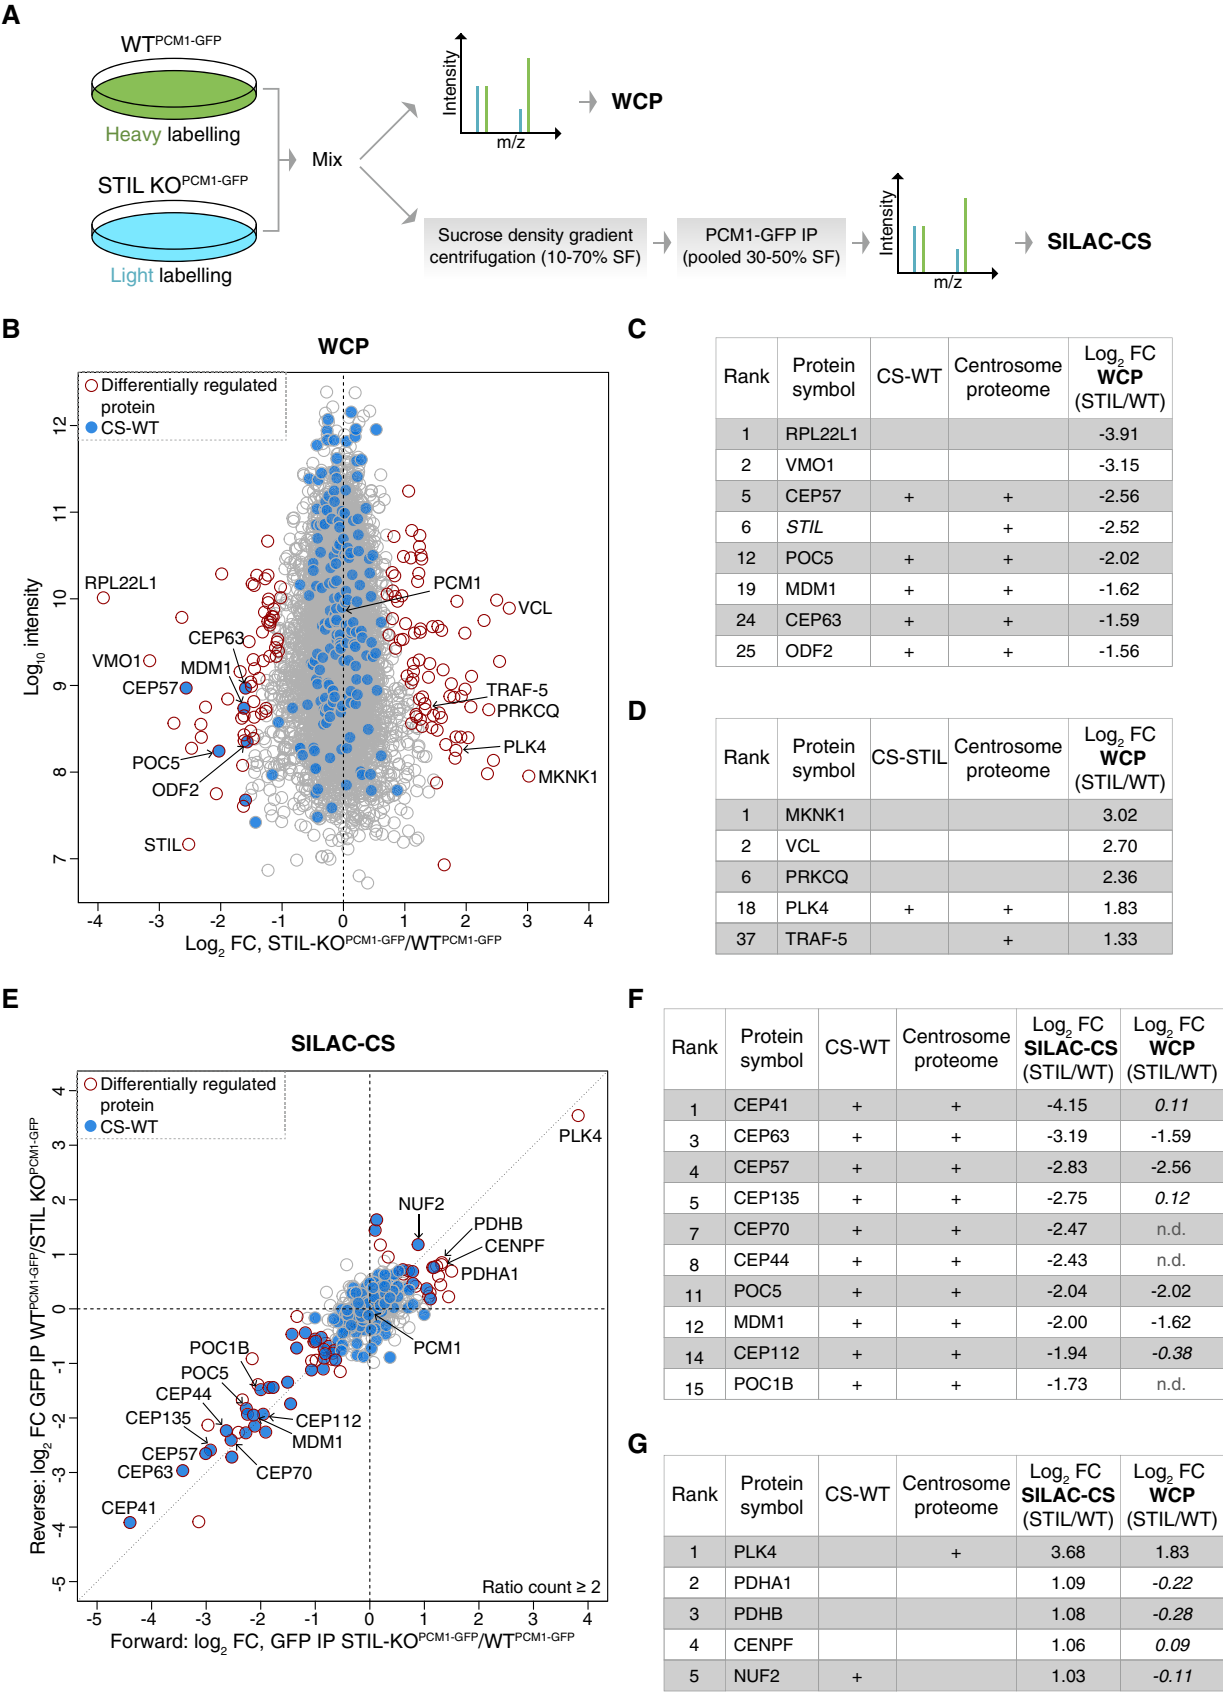 A
WT^PCM1-GFP
Heavy labelling
STIL KO^PCM1-GFP
Light labelling
Mix
Intensity
m/z
WCP
Sucrose density gradient
centrifugation (10-70% SF)
PCM1-GFP IP
(pooled 30-50% SF)
Intensity
m/z
SILAC-CS
B
WCP
Differentially regulated
protein
CS-WT
Log10 intensity
12
11
10
9
8
7
RPL22L1
VMO1
CEP63
MDM1
CEP57
POC5
ODF2
STIL
PCM1
VCL
TRAF-5
PRKCQ
PLK4
MKNK1
-4 -3 -2 -1 0 1 2 3 4
Log2 FC, STIL-KO^PCM1-GFP/WT^PCM1-GFP
C
Rank Protein symbol CS-WT Centrosome proteome Log2 FC WCP (STIL/WT)
1 RPL22L1 -3.91
2 VMO1 -3.15
5 CEP57 + + -2.56
6 STIL + -2.52
12 POC5 + + -2.02
19 MDM1 + + -1.62
24 CEP63 + + -1.59
25 ODF2 + + -1.56
D
Rank Protein symbol CS-STIL Centrosome proteome Log2 FC WCP (STIL/WT)
1 MKNK1 3.02
2 VCL 2.70
6 PRKCQ 2.36
18 PLK4 + + 1.83
37 TRAF-5 + 1.33
E
SILAC-CS
Differentially regulated
protein
CS-WT
Reverse: log2 FC GFP IP WT^PCM1-GFP/STIL KO^PCM1-GFP
4
3
2
1
0
-1
-2
-3
-4
-5
PLK4
NUF2
PDHB
CENPF
PDHA1
PCM1
POC1B
POC5
CEP44
CEP135
CEP57
CEP63
CEP41
CEP112
MDM1
CEP70
Ratio count ≥ 2
-5 -4 -3 -2 -1 0 1 2 3 4
Forward: log2 FC, GFP IP STIL-KO^PCM1-GFP/WT^PCM1-GFP
F
Rank Protein symbol CS-WT Centrosome proteome Log2 FC SILAC-CS (STIL/WT) Log2 FC WCP (STIL/WT)
1 CEP41 + + -4.15 0.11
3 CEP63 + + -3.19 -1.59
4 CEP57 + + -2.83 -2.56
5 CEP135 + + -2.75 0.12
7 CEP70 + + -2.47 n.d.
8 CEP44 + + -2.43 n.d.
11 POC5 + + -2.04 -2.02
12 MDM1 + + -2.00 -1.62
14 CEP112 + + -1.94 -0.38
15 POC1B + + -1.73 n.d.
G
Rank Protein symbol CS-WT Centrosome proteome Log2 FC SILAC-CS (STIL/WT) Log2 FC WCP (STIL/WT)
1 PLK4 + 3.68 1.83
2 PDHA1 1.09 -0.22
3 PDHB 1.08 -0.28
4 CENPF 1.06 0.09
5 NUF2 + 1.03 -0.11